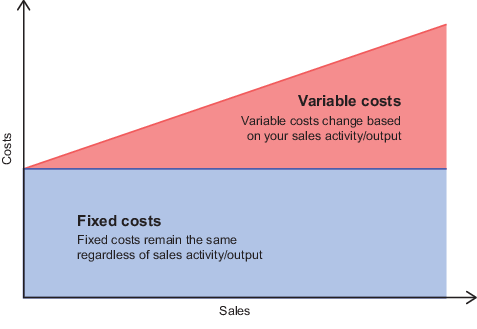 Variable costs
Variable costs change based
on your sales activity/output
Costs
Fixed costs
Fixed costs remain the same
regardless of sales activity/output
Sales